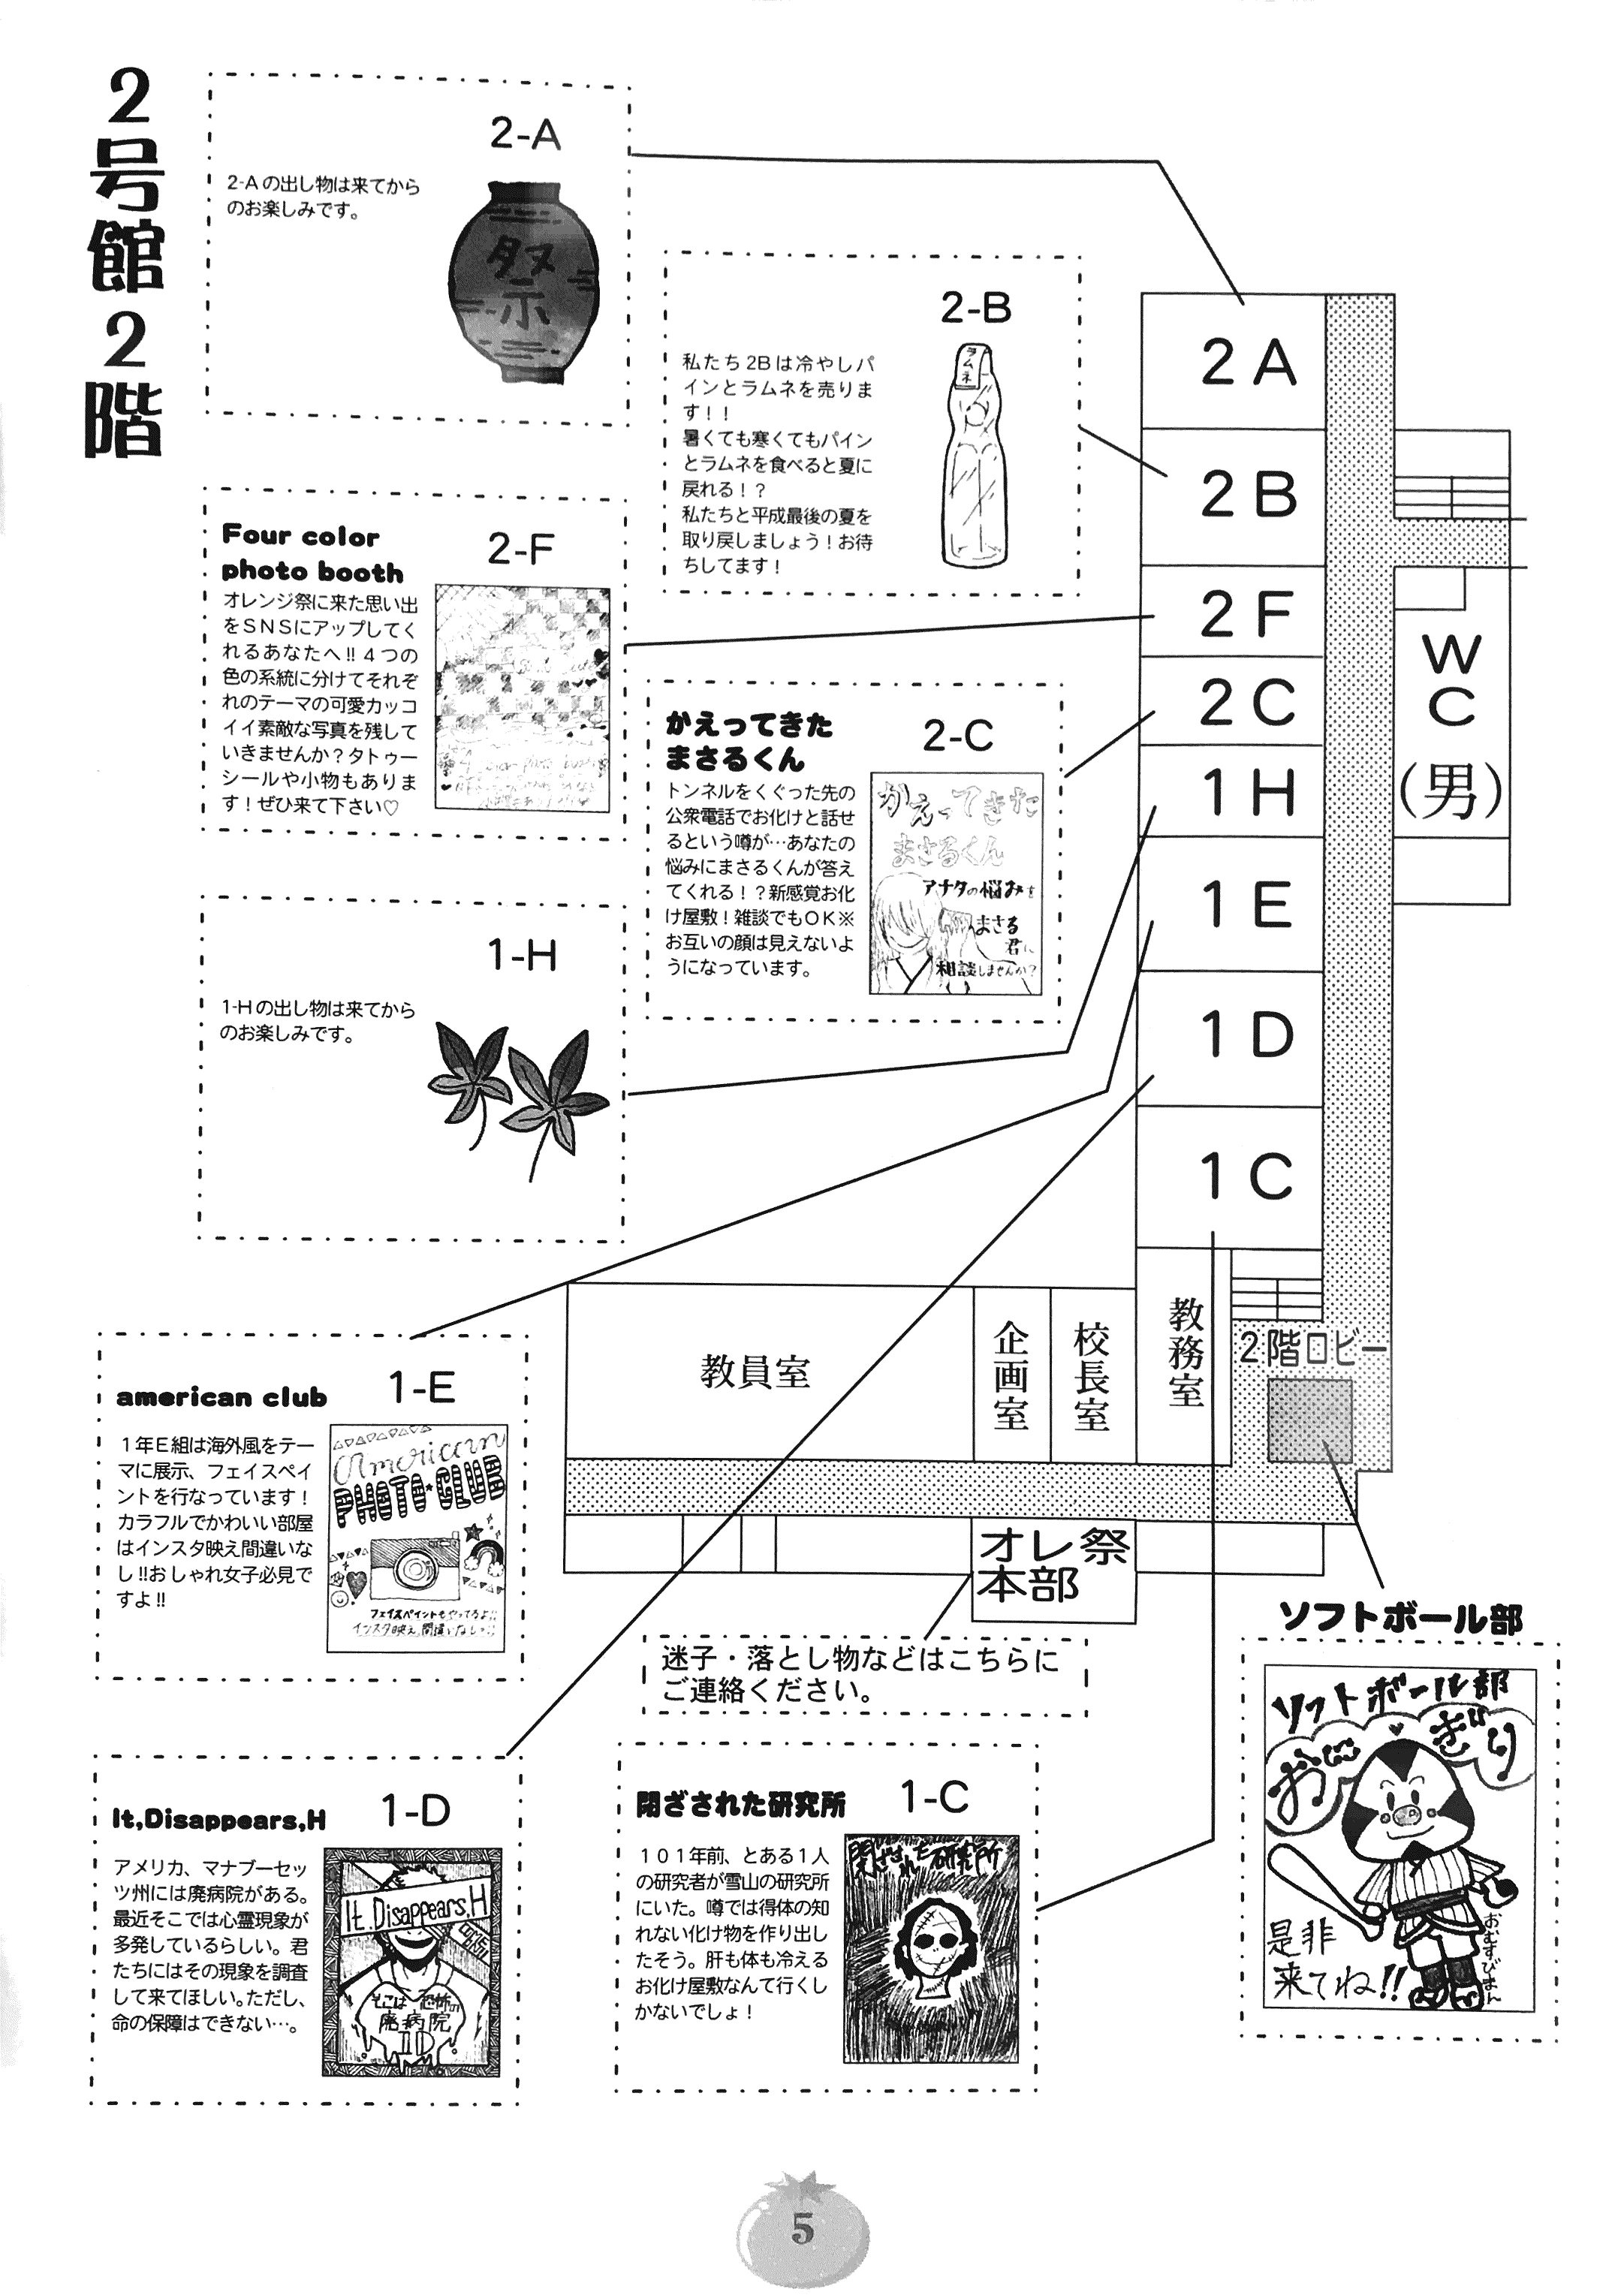 2号館2階
2-A
2-Aの出し物は来てから
のお楽しみです。
祭
2-B
私たち2Bは冷やしパ
インとラムネを売りま
す！！
暑くても寒くてもパイン
とラムネを食べると夏に
戻れる！？
私たちと平成最後の夏を
取り戻しましょう！お待
ちしてます！
ラムネ
Four color
photo booth
2-F
オレンジ祭に来た思い出
をSNSにアップしてく
れるあなたへ!!４つの
色の系統に分けてそれぞ
れのテーマの可愛カッコ
イイ素敵な写真を残して
いきませんか？タトゥー
シールや小物もありま
す！ぜひ来て下さい♡
かえってきた
まさるくん
2-C
トンネルをくぐった先の
公衆電話でお化けと話せ
るという噂が…あなたの
悩みにまさるくんが答え
てくれる！？新感覚お化
け屋敷！雑談でもOK※
お互いの顔は見えないよ
うになっています。
かえってきた
まさるくん
アナタの悩みを
まさる
君に
相談しませんか？
1-H
1-Hの出し物は来てから
のお楽しみです。
2A
2B
2F
2C
1H
1E
1D
1C
WC
（男）
教員室
企画室
校長室
教務室
2階ロビー
オレ祭
本部
迷子・落とし物などはこちらに
ご連絡ください。
american club
1-E
１年E組は海外風をテー
マに展示、フェイスペイ
ントを行なっています！
カラフルでかわいい部屋
はインスタ映え間違いな
し!!おしゃれ女子必見で
すよ!!
American
PHOTO★CLUB
フェイスペイントもやってるよ!!
インスタ映え、間違いなし!!
It,Disappears,H
1-D
アメリカ、マナブーセッ
ツ州には廃病院がある。
最近そこでは心霊現象が
多発しているらしい。君
たちにはその現象を調査
して来てほしい。ただし、
命の保障はできない…。
It.Disappears.H
そこは恐怖の
廃病院
1D
閉ざされた研究所
1-C
１０１年前、とある１人
の研究者が雪山の研究所
にいた。噂では得体の知
れない化け物を作り出し
たそう。肝も体も冷える
お化け屋敷なんて行くし
かないでしょ！
閉ざされた研究所
ソフトボール部
ソフトボール部
おにぎり
是非
来てね!!
おむすびまん
5